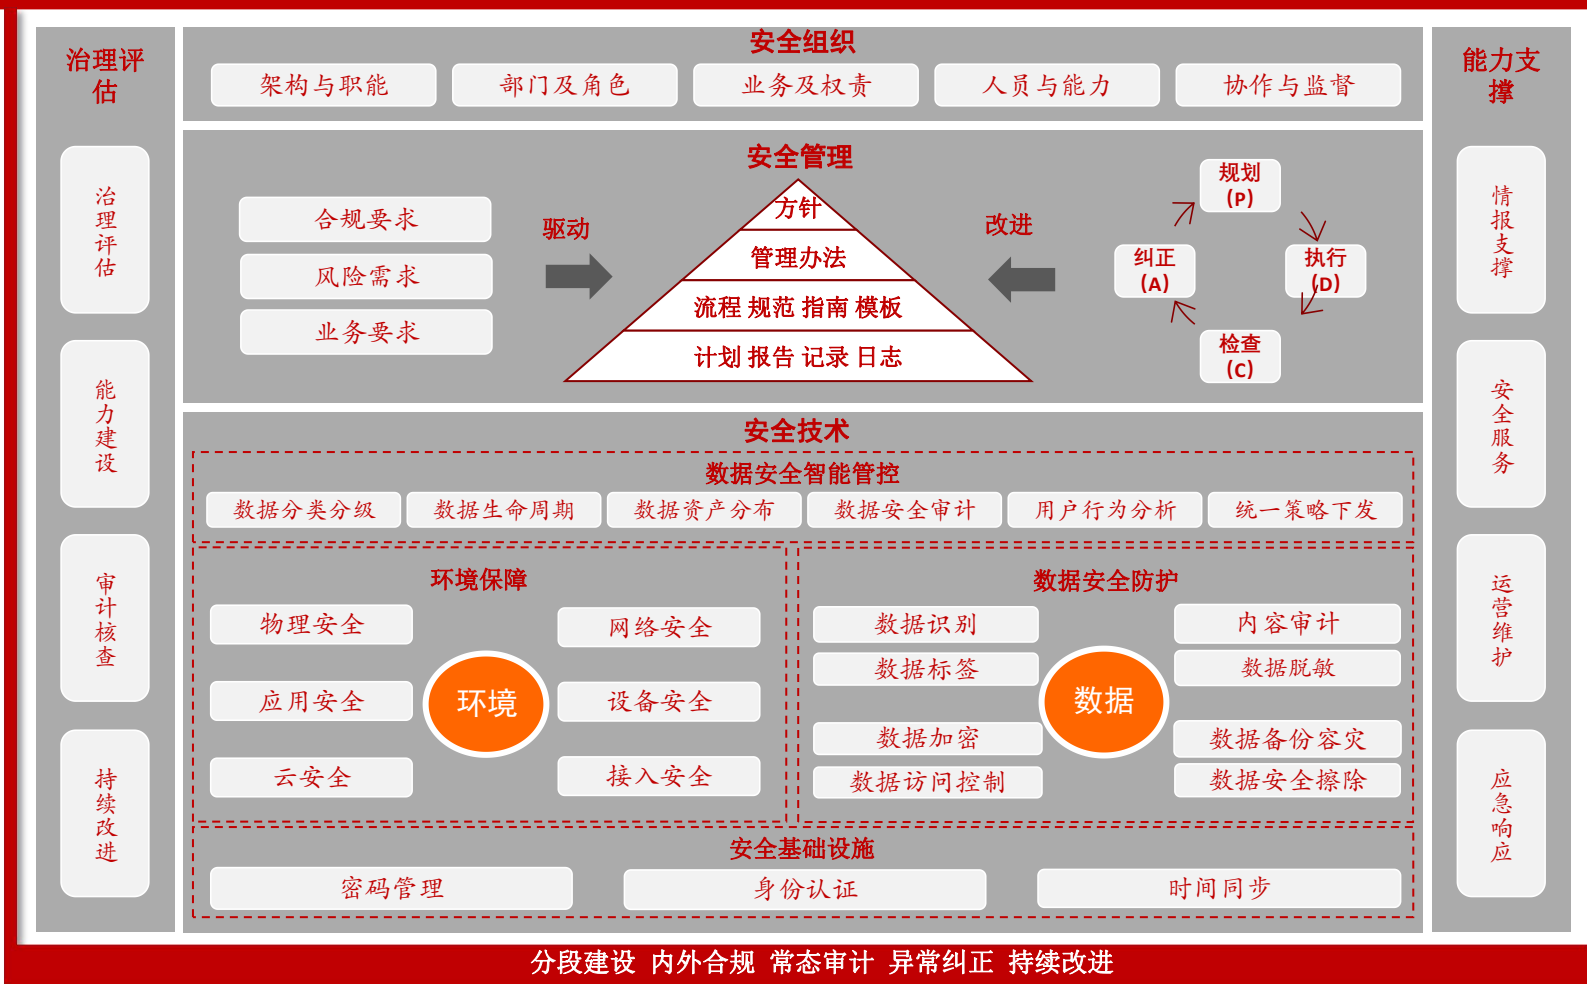 治理评
估
治理评估
能力建设
审计核查
持续改进
安全组织
架构与职能
部门及角色
业务及权责
人员与能力
协作与监督
安全管理
合规要求
风险需求
业务要求
驱动
方针
管理办法
流程 规范 指南 模板
计划 报告 记录 日志
改进
规划
(P)
执行
(D)
检查
(C)
纠正
(A)
安全技术
数据安全智能管控
数据分类分级
数据生命周期
数据资产分布
数据安全审计
用户行为分析
统一策略下发
环境保障
物理安全
网络安全
应用安全
环境
设备安全
云安全
接入安全
数据安全防护
数据识别
内容审计
数据标签
数据脱敏
数据
数据加密
数据备份容灾
数据访问控制
数据安全擦除
安全基础设施
密码管理
身份认证
时间同步
能力支
撑
情报支撑
安全服务
运营维护
应急响应
分段建设 内外合规 常态审计 异常纠正 持续改进